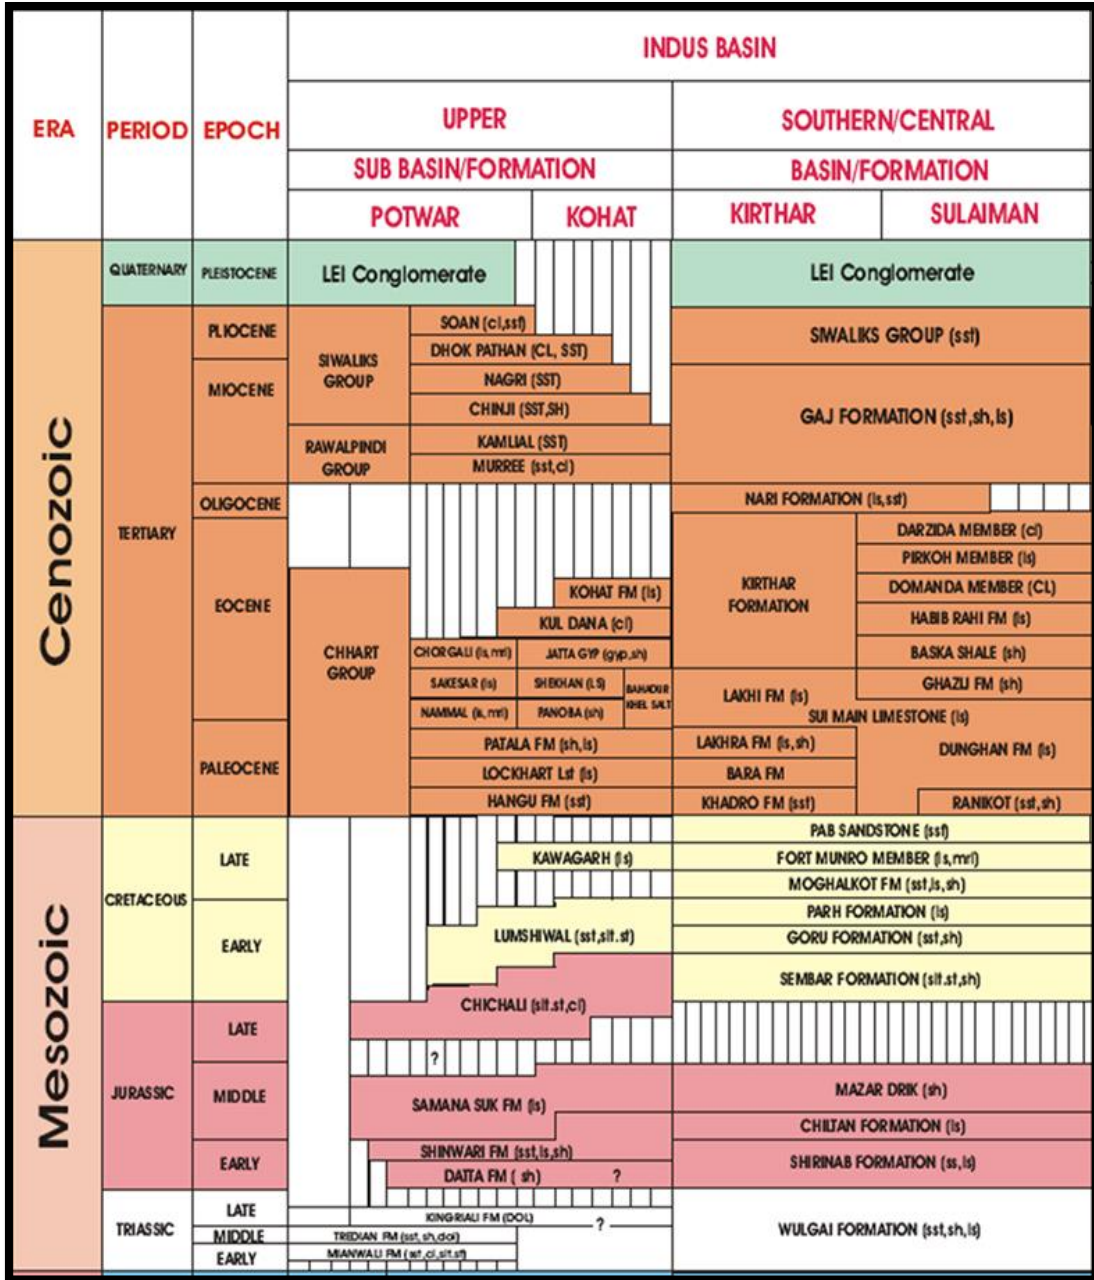 INDUS BASIN
ERA
PERIOD
EPOCH
UPPER
SOUTHERN/CENTRAL
SUB BASIN/FORMATION
BASIN/FORMATION
POTWAR
KOHAT
KIRTHAR
SULAIMAN
Cenozoic
QUATERNARY
PLEISTOCENE
LEI Conglomerate
LEI Conglomerate
TERTIARY
PLIOCENE
SIWALIKS
GROUP
SOAN (cl,sst)
DHOK PATHAN (CL, SST)
SIWALIKS GROUP (sst)
MIOCENE
NAGRI (SST)
CHINJI (SST,SH)
GAJ FORMATION (sst,sh,ls)
RAWALPINDI
GROUP
KAMLIAL (SST)
MURREE (sst,cl)
OLIGOCENE
NARI FORMATION (ls,sst)
EOCENE
CHHART
GROUP
KOHAT FM (ls)
KUL DANA (cl)
CHORGALI (ls,mrl)
JATTA GYP (gyp,sh)
SAKESAR (ls)
SHEKHAN (LS)
BAHADUR
KHEL SALT
NAMMAL (ls,mrl)
PANOBA (sh)
KIRTHAR
FORMATION
DARZIDA MEMBER (cl)
PIRKOH MEMBER (ls)
DOMANDA MEMBER (CL)
HABIB RAHI FM (ls)
BASKA SHALE (sh)
LAKHI FM (ls)
GHAZIJ FM (sh)
SUI MAIN LIMESTONE (ls)
PALEOCENE
PATALA FM (sh,ls)
LOCKHART Lst (ls)
HANGU FM (sst)
LAKHRA FM (ls,sh)
BARA FM
KHADRO FM (sst)
DUNGHAN FM (ls)
RANIKOT (sst,sh)
Mesozoic
CRETACEOUS
LATE
KAWAGARH (ls)
PAB SANDSTONE (sst)
FORT MUNRO MEMBER (ls,mrl)
MOGHALKOT FM (sst,ls,sh)
EARLY
LUMSHIWAL (sst,slt.st)
PARH FORMATION (ls)
GORU FORMATION (sst,sh)
SEMBAR FORMATION (slt.st,sh)
JURASSIC
LATE
CHICHALI (slt.st,cl)
?
MIDDLE
SAMANA SUK FM (ls)
MAZAR DRIK (sh)
CHILTAN FORMATION (ls)
EARLY
SHINWARI FM (sst,ls,sh)
DATTA FM ( sh)
?
SHIRINAB FORMATION (ss,ls)
TRIASSIC
LATE
KINGRIALI FM (DOL)
?
MIDDLE
TREDIAN FM (sst, sh,dol)
EARLY
MIANWALI FM (sst,cl,slt.st)
WULGAI FORMATION (sst,sh,ls)